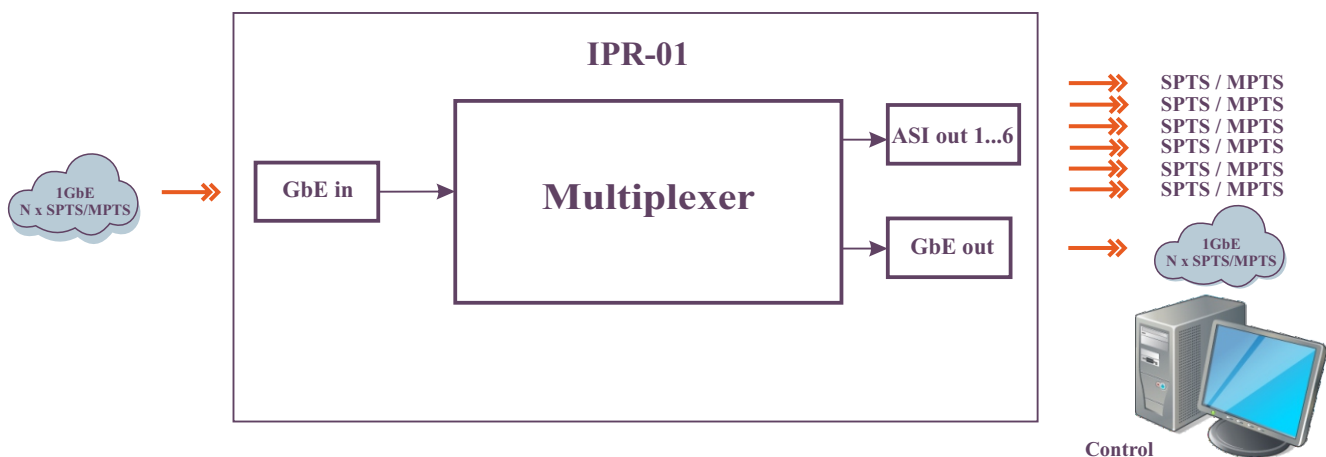 IPR-01
1GbE
N x SPTS/MPTS
GbE in
Multiplexer
ASI out 1...6
GbE out
SPTS / MPTS
SPTS / MPTS
SPTS / MPTS
SPTS / MPTS
SPTS / MPTS
SPTS / MPTS
1GbE
N x SPTS/MPTS
Control